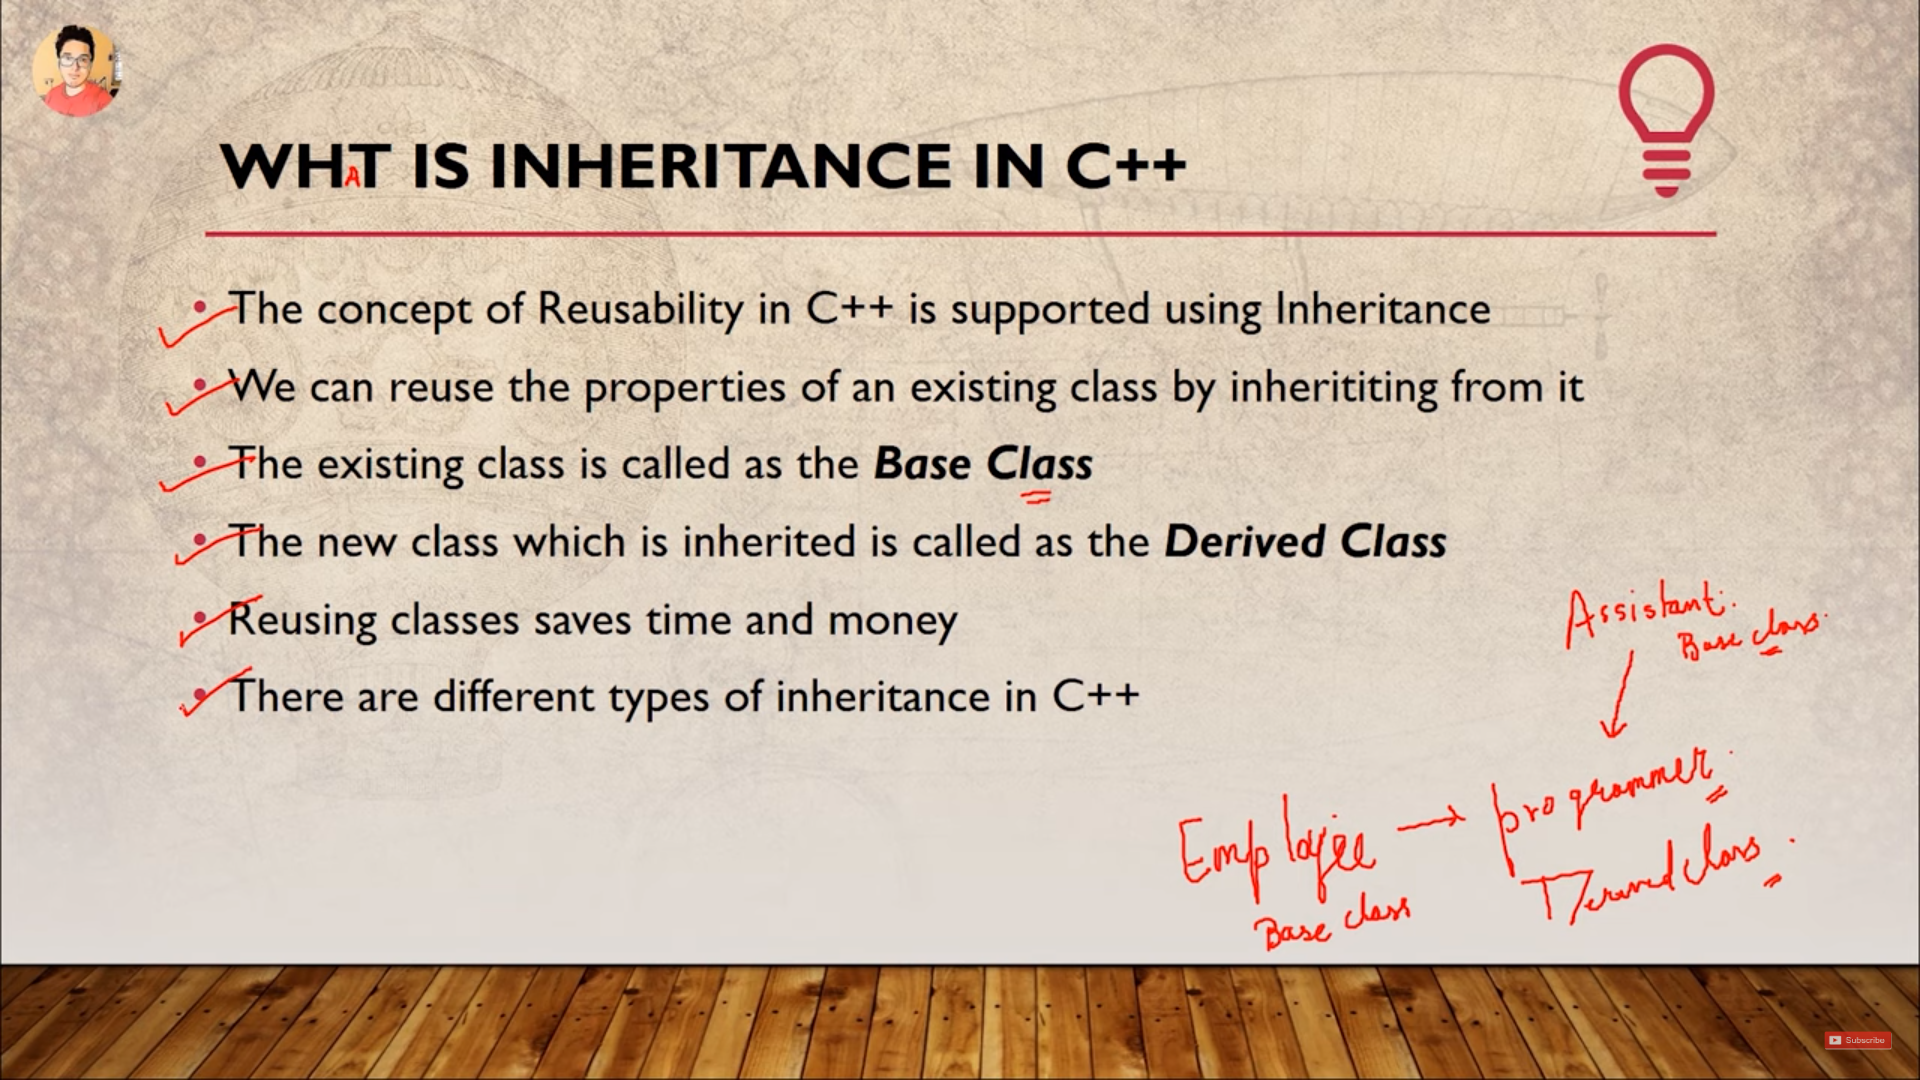 WHAT IS INHERITANCE IN C++
The concept of Reusability in C++ is supported using Inheritance
We can reuse the properties of an existing class by inherititing from it
The existing class is called as the Base Class
The new class which is inherited is called as the Derived Class
Reusing classes saves time and money
There are different types of inheritance in C++
Assistant
Base class
Employee → programmer
Base class
Derived class
Subscribe